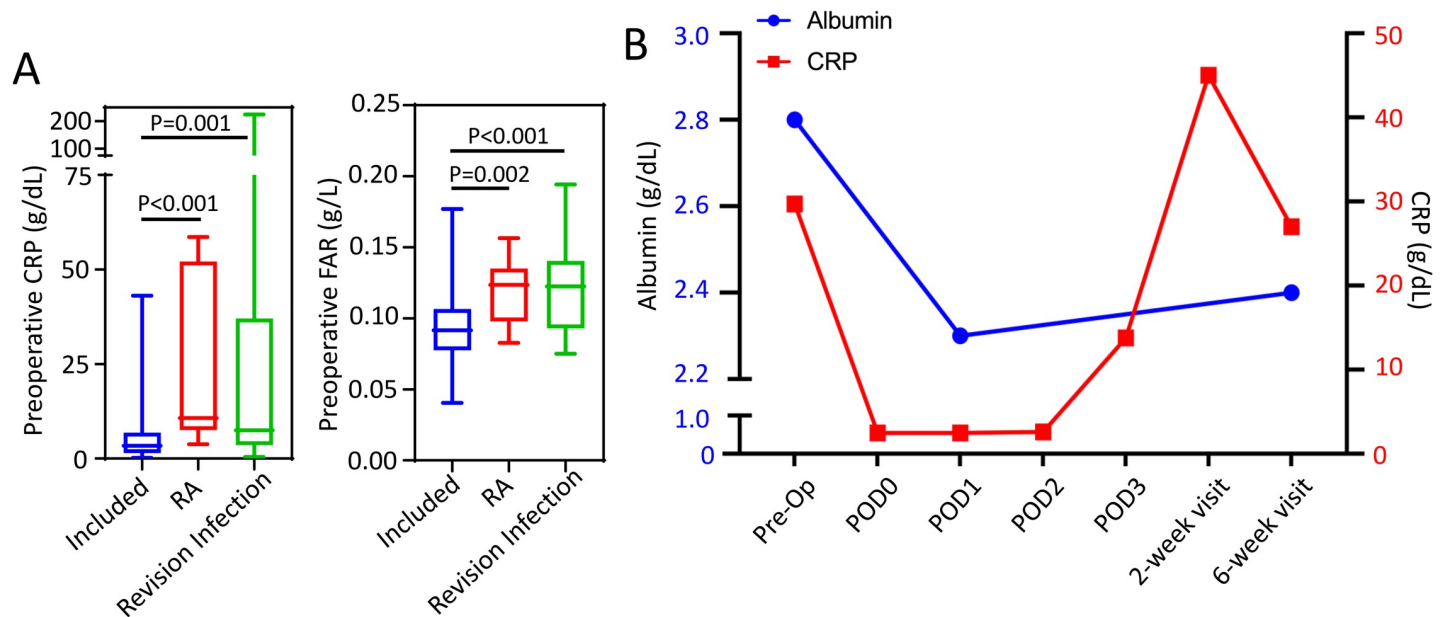 A
Preoperative CRP (g/dL)
200
100
75
50
25
0
P=0.001
P<0.001
Included
RA
Revision Infection
Preoperative FAR (g/L)
0.25
0.20
0.15
0.10
0.05
0.00
P<0.001
P=0.002
Included
RA
Revision Infection
B
Albumin
CRP
Albumin (g/dL)
3.0
2.8
2.6
2.4
2.2
1.0
0
CRP (g/dL)
50
40
30
20
10
0
Pre-Op
POD0
POD1
POD2
POD3
2-week visit
6-week visit